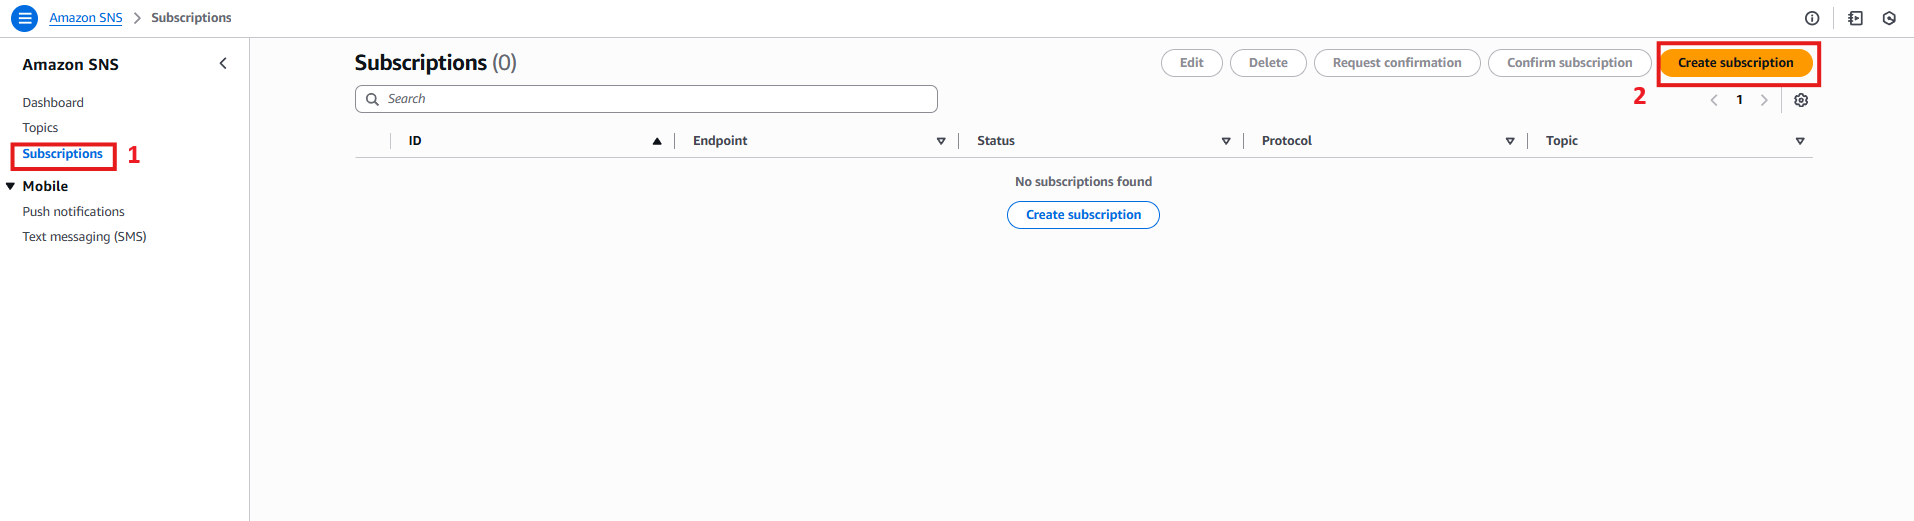 Amazon SNS > Subscriptions
Amazon SNS
Dashboard
Topics
Subscriptions 1
Mobile
Push notifications
Text messaging (SMS)
Subscriptions (0)
Edit Delete Request confirmation Confirm subscription Create subscription
Search
2
1
ID Endpoint Status Protocol Topic
No subscriptions found
Create subscription